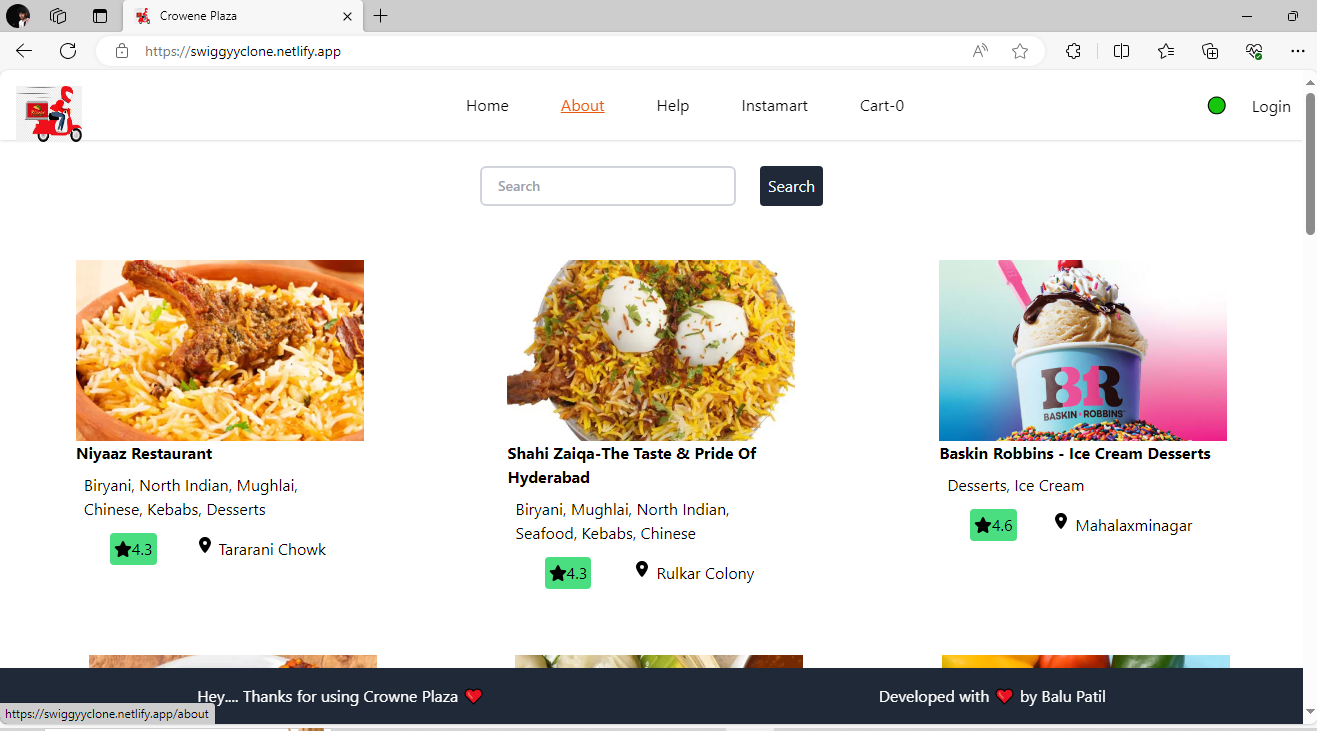 Crowene Plaza
https://swiggyyclone.netlify.app
Home
About
Help
Instamart
Cart-0
Login
Search
Search
BR
BASKIN ROBBINS
Niyaaz Restaurant
Biryani, North Indian, Mughlai,
Chinese, Kebabs, Desserts
4.3
Tararani Chowk
Shahi Zaiqa-The Taste & Pride Of
Hyderabad
Biryani, Mughlai, North Indian,
Seafood, Kebabs, Chinese
4.3
Rulkar Colony
Baskin Robbins - Ice Cream Desserts
Desserts, Ice Cream
4.6
Mahalaxminagar
Hey.... Thanks for using Crowne Plaza ❤️
Developed with ❤️ by Balu Patil
https://swiggyyclone.netlify.app/about